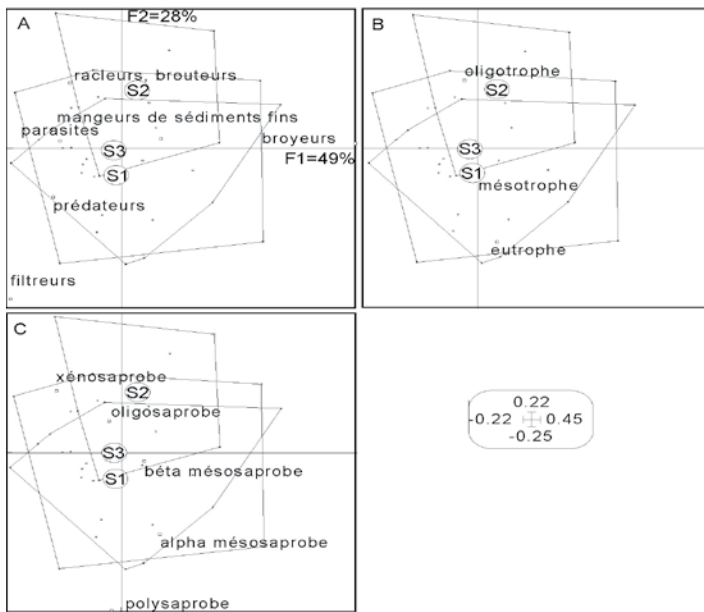 A
F2=28%
racleurs, brouteurs
S2
mangeurs de sédiments fins
parasites
broyeurs
S3
F1=49%
S1
prédateurs
filtreurs
B
oligotrophe
S2
S3
S1
mésotrophe
eutrophe
C
xénosaprobe
S2
oligosaprobe
S3
béta mésosaprobe
S1
alpha mésosaprobe
polysaprobe
0.22
-0.22 0.45
-0.25